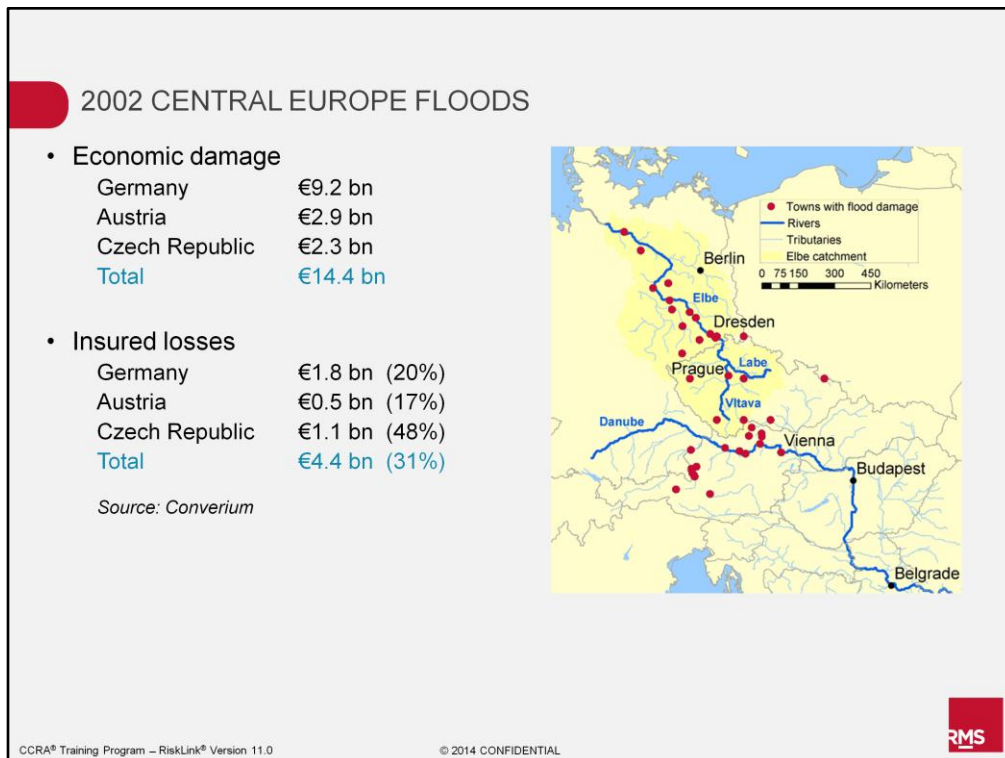 2002 CENTRAL EUROPE FLOODS
• Economic damage
Germany €9.2 bn
Austria €2.9 bn
Czech Republic €2.3 bn
Total €14.4 bn
• Insured losses
Germany €1.8 bn (20%)
Austria €0.5 bn (17%)
Czech Republic €1.1 bn (48%)
Total €4.4 bn (31%)
Source: Converium
Towns with flood damage
Rivers
Tributaries
Elbe catchment
0 75 150 300 450
Kilometers
Berlin
Elbe
Dresden
Labe
Prague
Vltava
Danube
Vienna
Budapest
Belgrade
RMS
CCRA® Training Program – RiskLink® Version 11.0 © 2014 CONFIDENTIAL